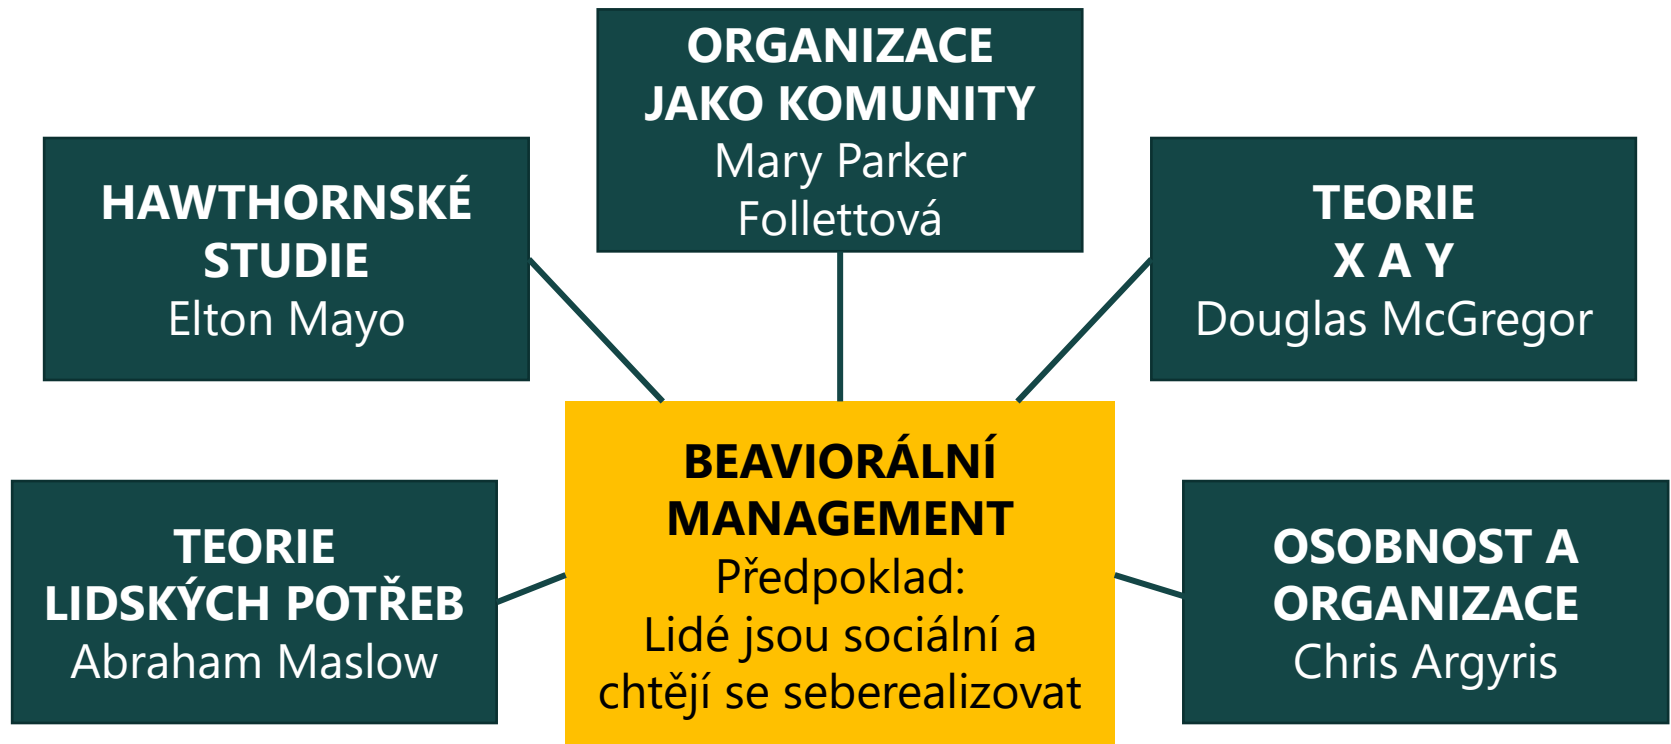 ORGANIZACE
JAKO KOMUNITY
Mary Parker
Follettová
HAWTHORNSKÉ
STUDIE
Elton Mayo
TEORIE
X A Y
Douglas McGregor
TEORIE
LIDSKÝCH POTŘEB
Abraham Maslow
BEAVIORÁLNÍ
MANAGEMENT
Předpoklad:
Lidé jsou sociální a
chtějí se seberealizovat
OSOBNOST A
ORGANIZACE
Chris Argyris